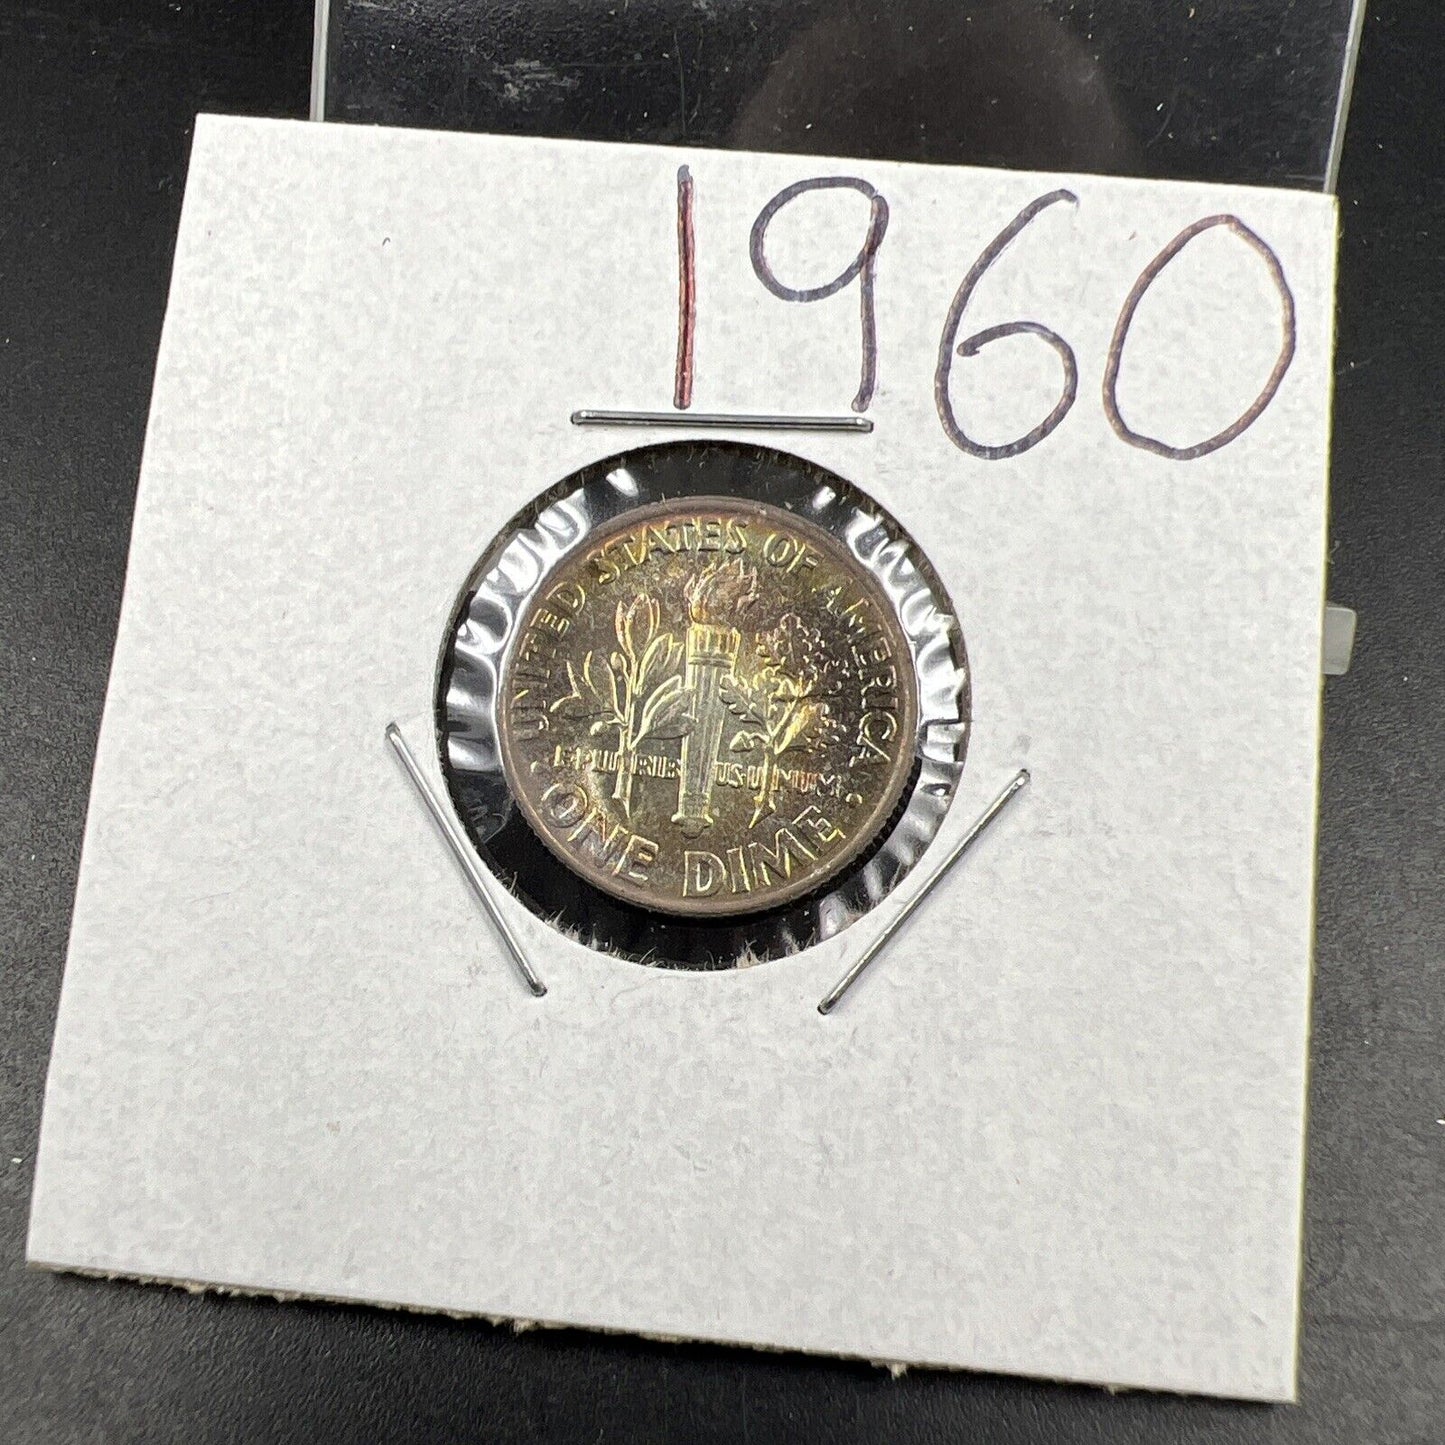 1960
UNITED STATES OF AMERICA
E PLURIBUS UNUM
ONE DIME